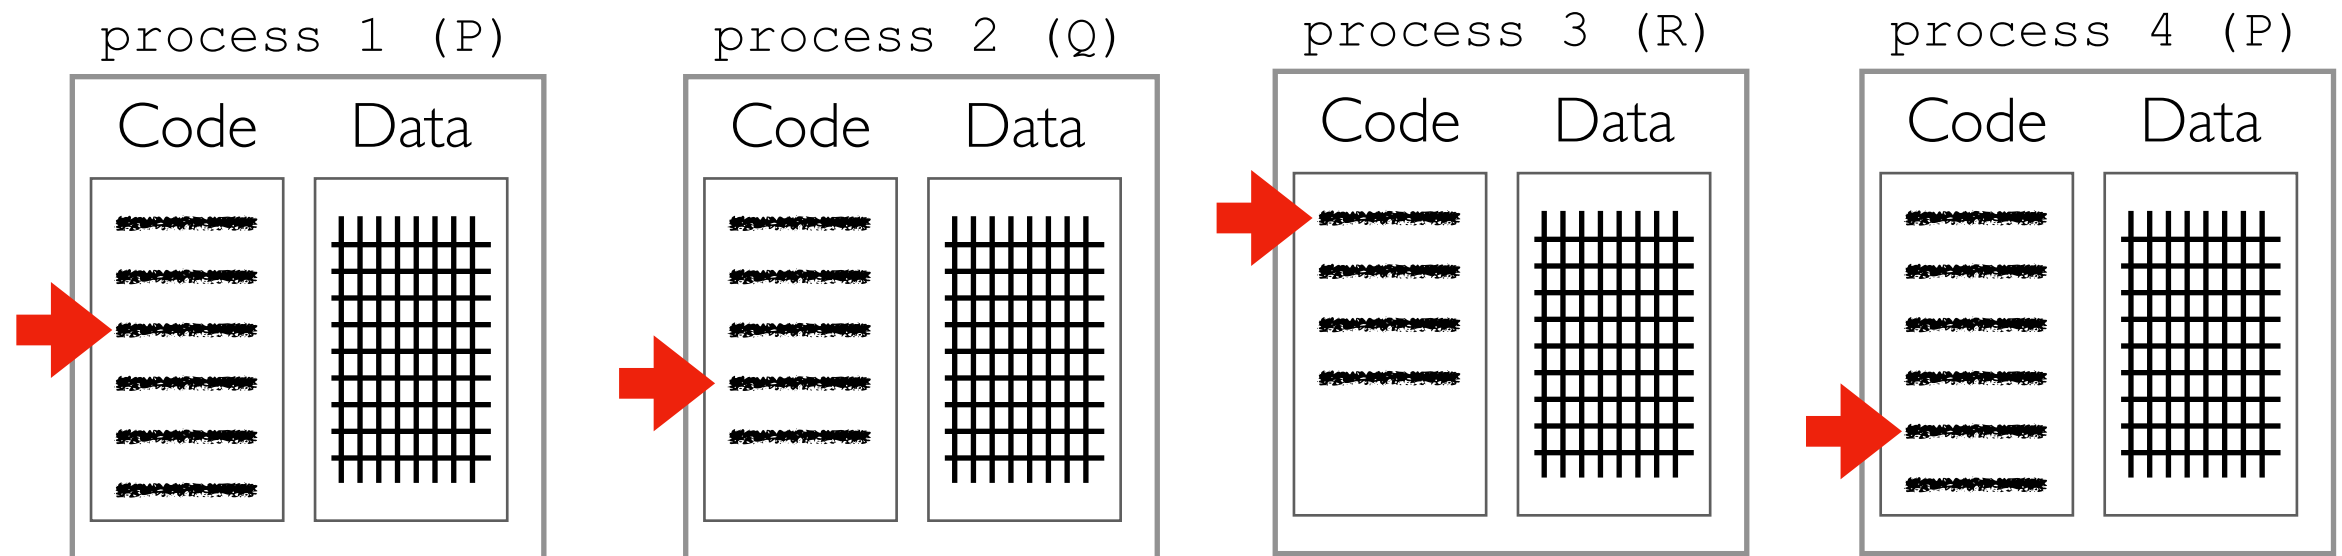 process 1 (P)
Code Data
process 2 (Q)
Code Data
process 3 (R)
Code Data
process 4 (P)
Code Data